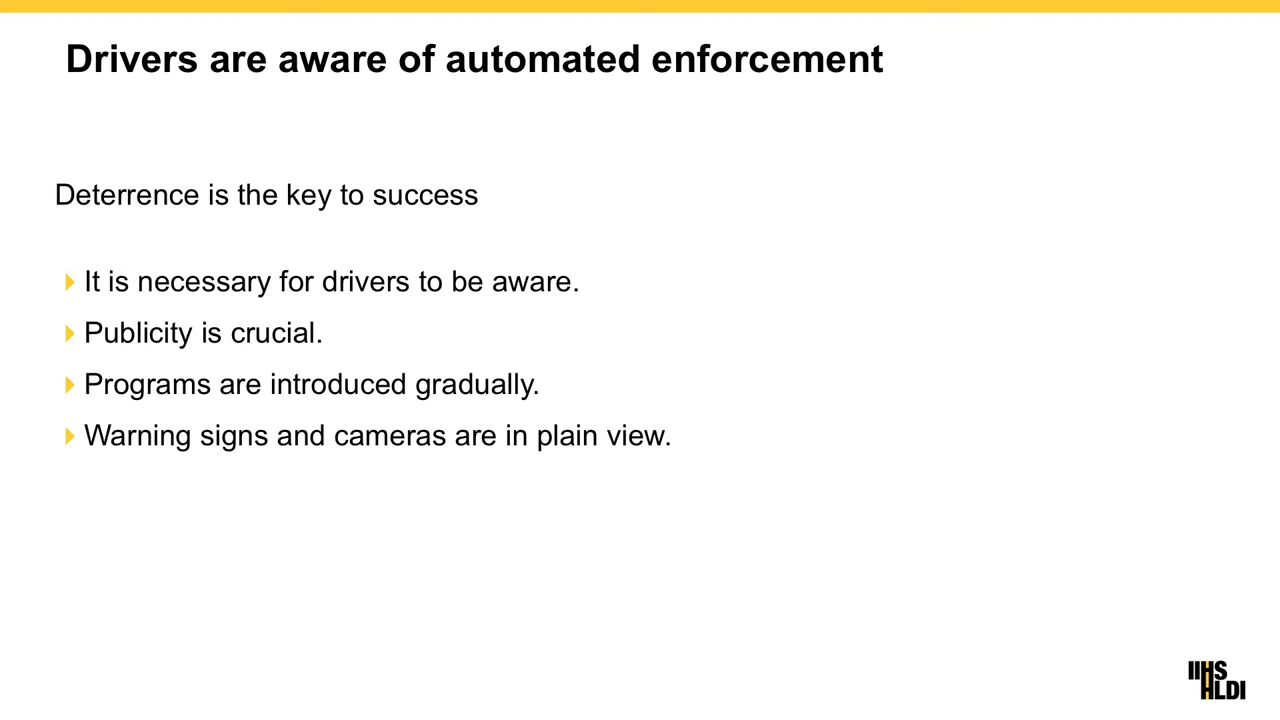 Drivers are aware of automated enforcement
Deterrence is the key to success
It is necessary for drivers to be aware.
Publicity is crucial.
Programs are introduced gradually.
Warning signs and cameras are in plain view.
IIHS
HLDI